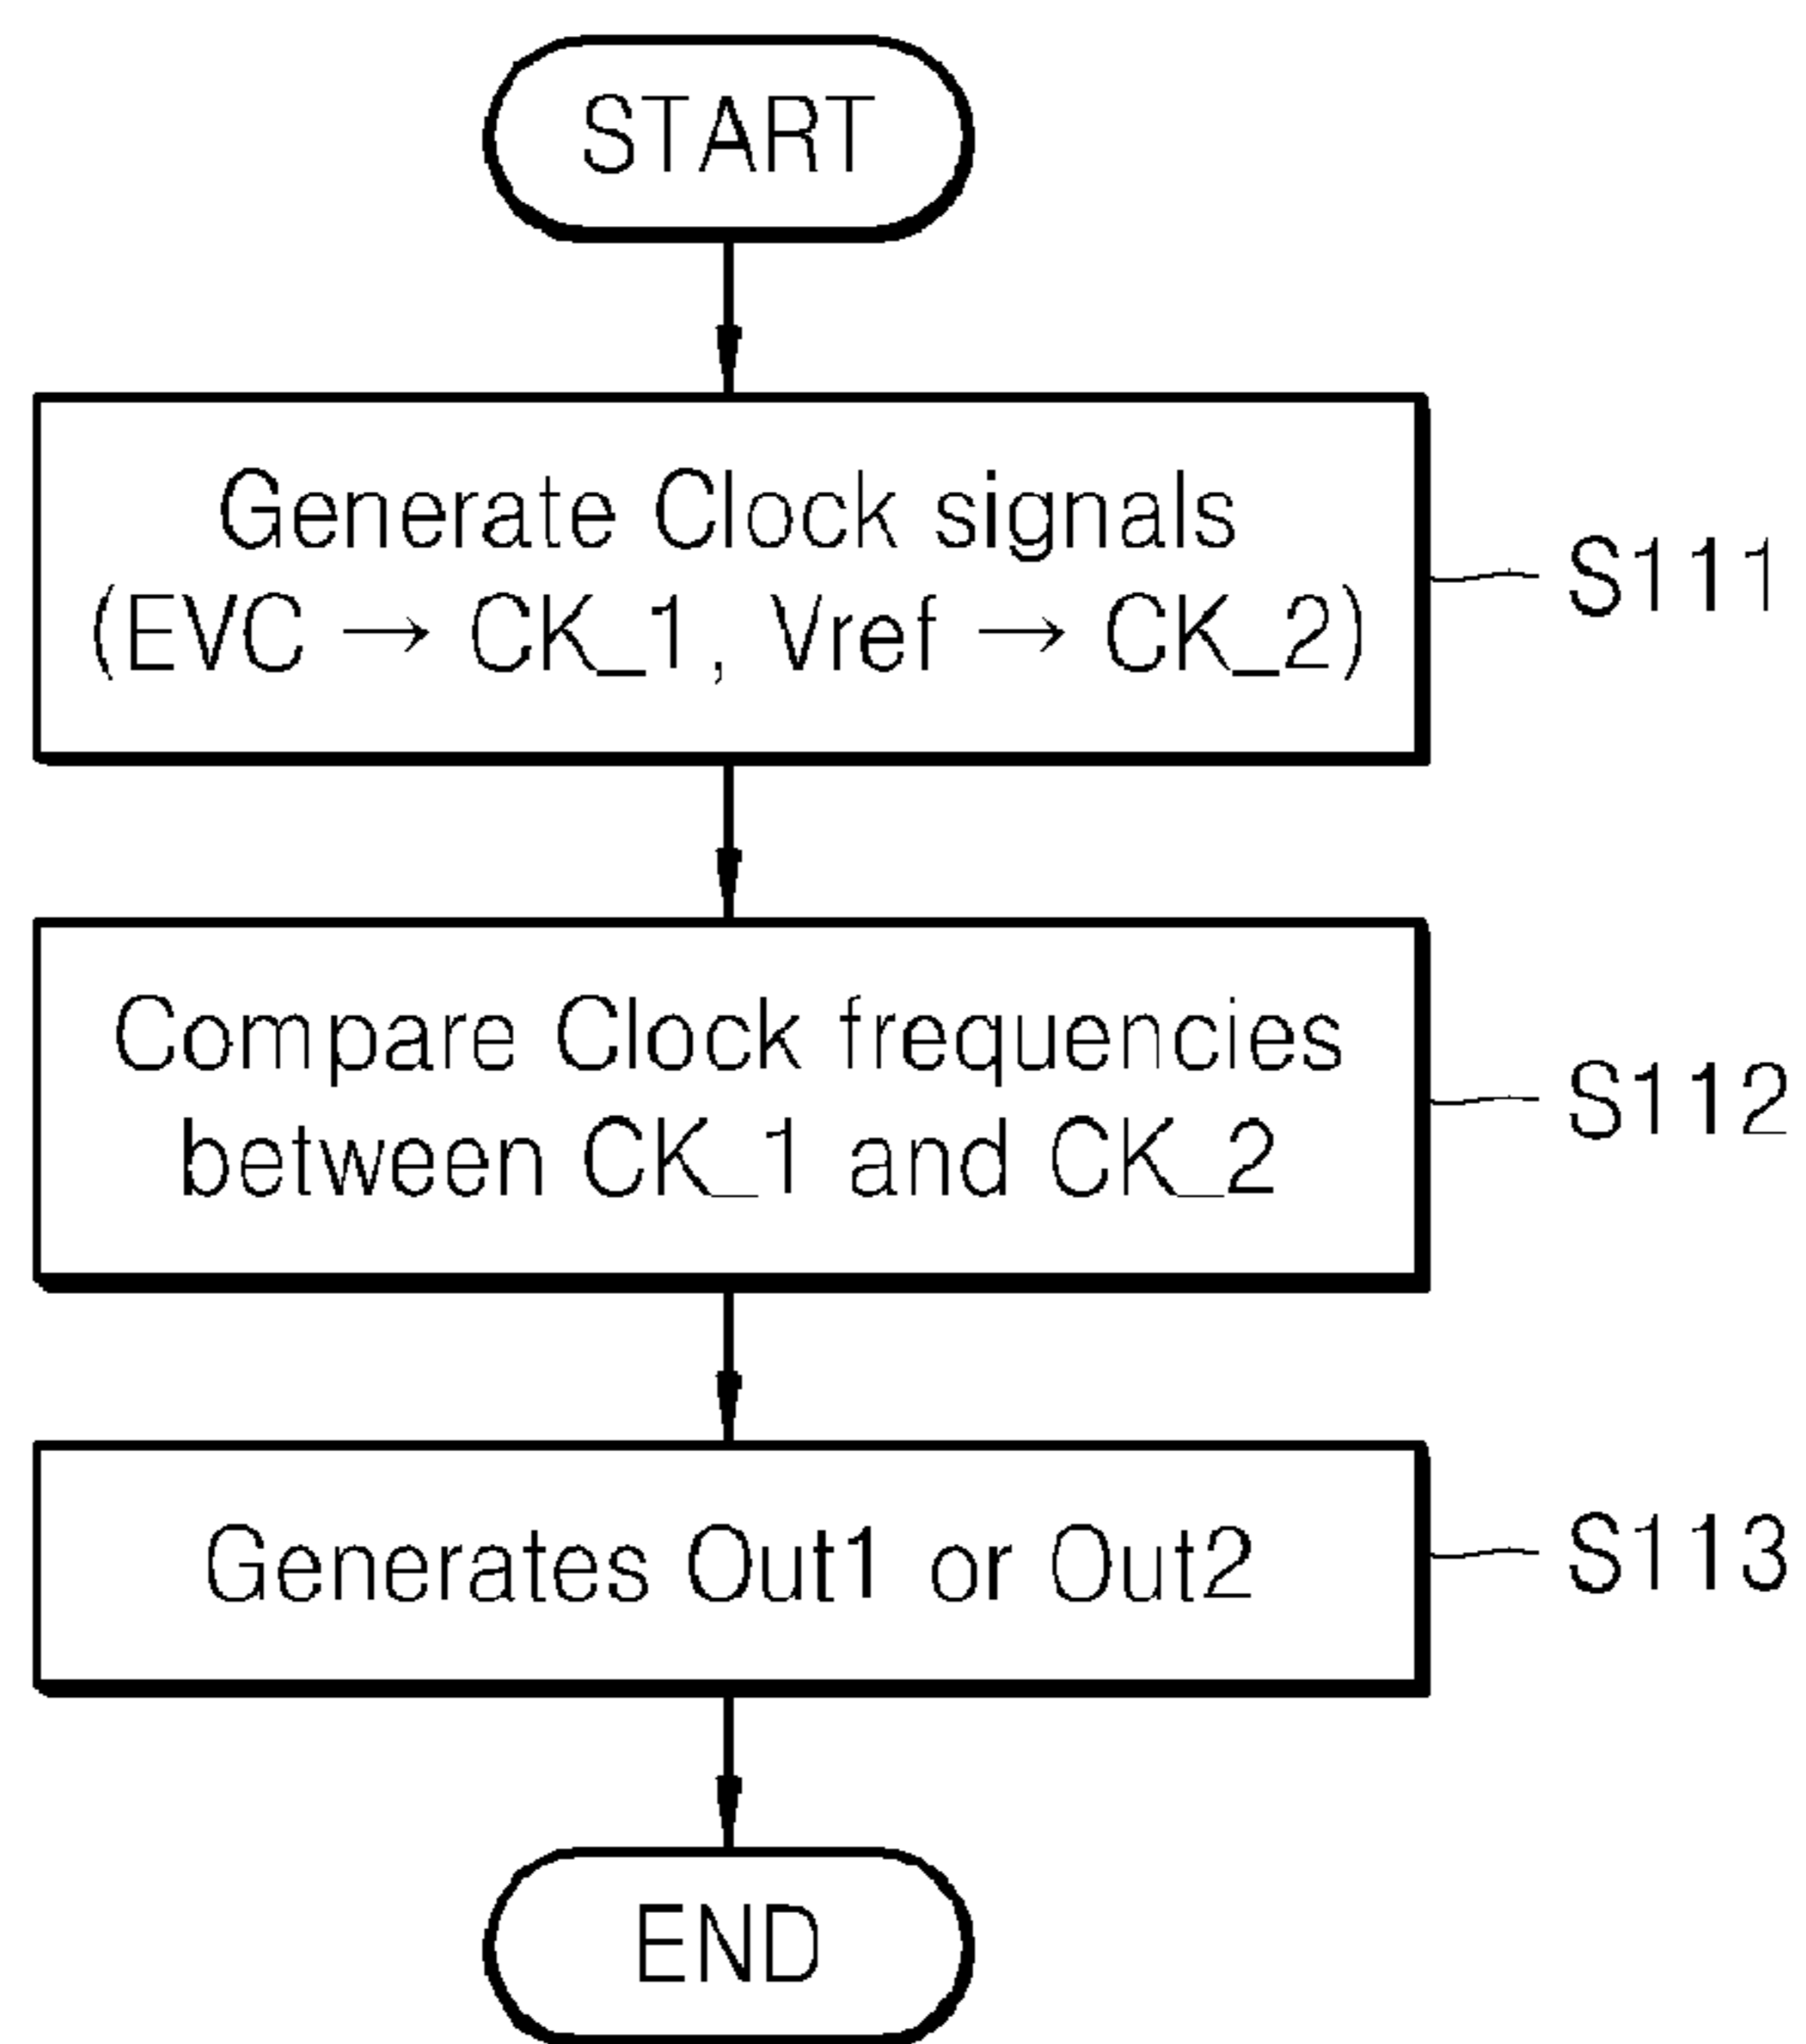 START
Generate Clock signals
(EVC → CK_1, Vref → CK_2)
S111
Compare Clock frequencies
between CK_1 and CK_2
S112
Generates Out1 or Out2
S113
END